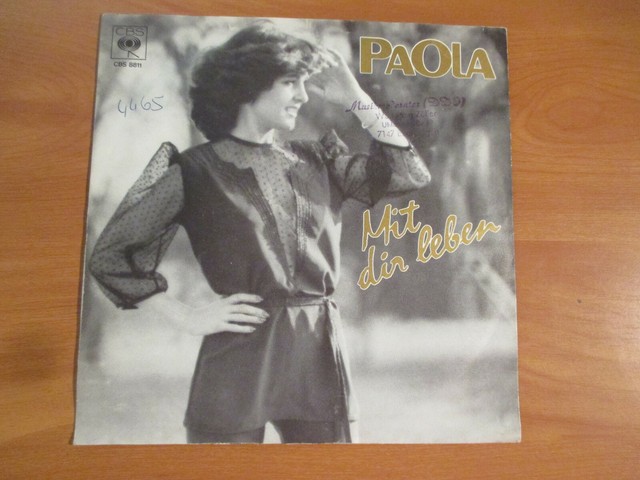 CBS
CBS 8811
PAOLA
4465
Mit
dir leben